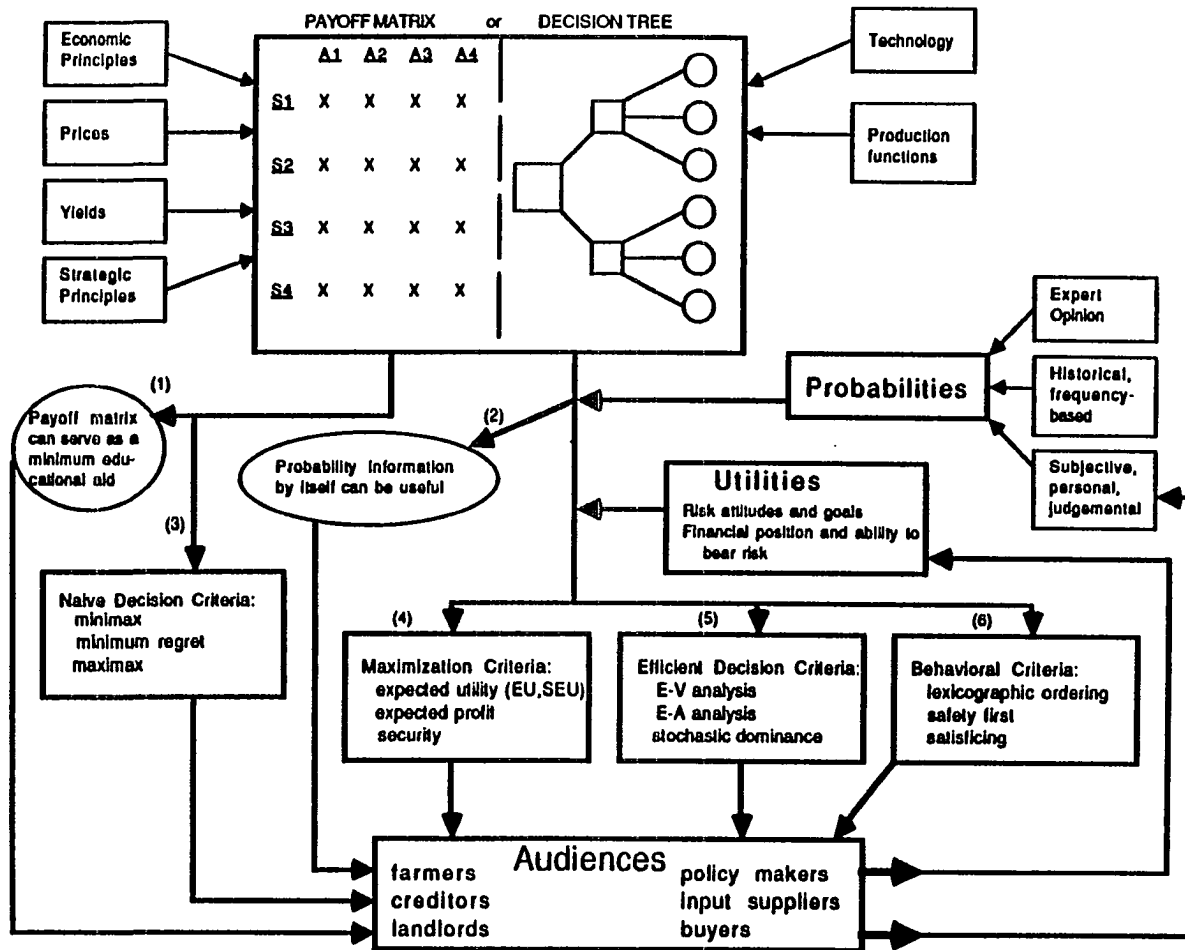 PAYOFF MATRIX or DECISION TREE
Economic
Principles
Prices
Yields
Strategic
Principles
A1 A2 A3 A4
S1 X X X X
S2 X X X X
S3 X X X X
S4 X X X X
Technology
Production
functions
Expert
Opinion
Historical,
frequency-
based
Subjective,
personal,
judgemental
Probabilities
(1)
Payoff matrix
can serve as a
minimum edu-
cational aid
(2)
Probability information
by itself can be useful
Utilities
Risk attitudes and goals
Financial position and ability to
bear risk
(3)
Naive Decision Criteria:
minimax
minimum regret
maximax
(4)
Maximization Criteria:
expected utility (EU,SEU)
expected profit
security
(5)
Efficient Decision Criteria:
E-V analysis
E-A analysis
stochastic dominance
(6)
Behavioral Criteria:
lexicographic ordering
safety first
satisficing
Audiences
farmers
creditors
landlords
policy makers
input suppliers
buyers